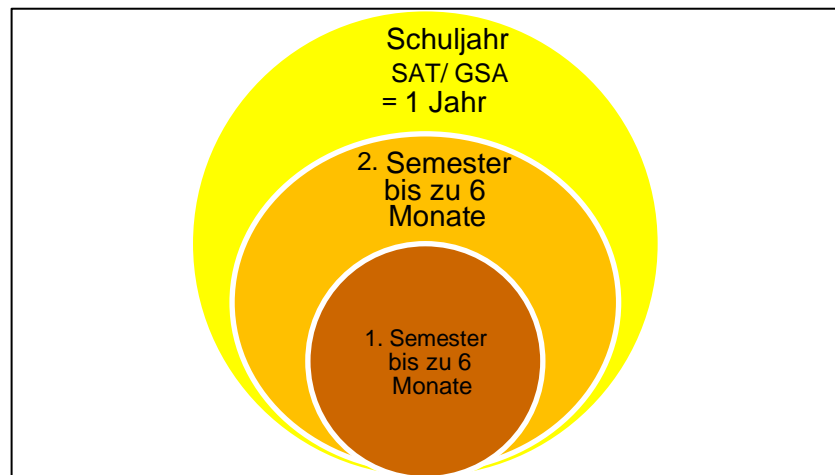 Schuljahr
SAT/ GSA
= 1 Jahr
2. Semester
bis zu 6
Monate
1. Semester
bis zu 6
Monate